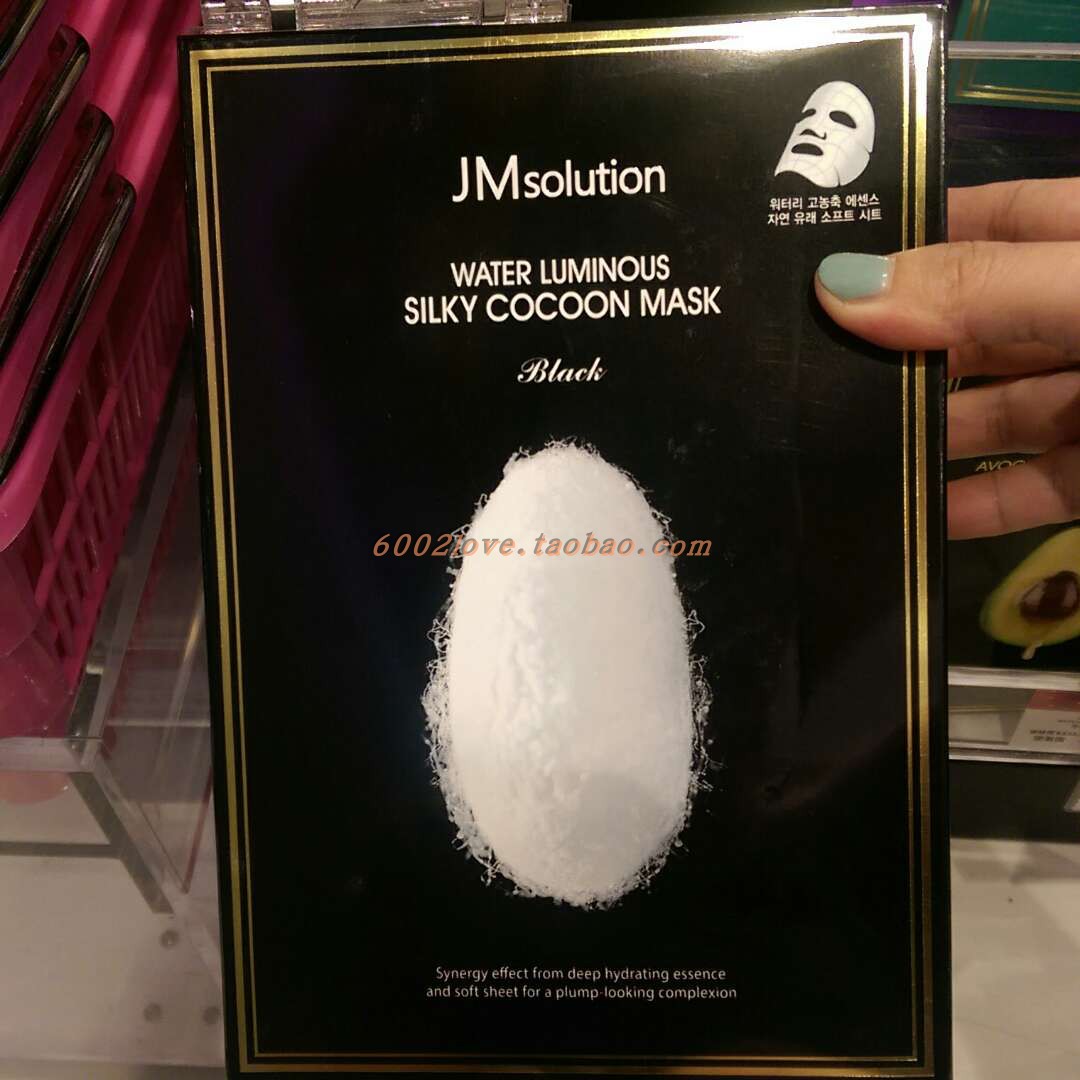 JMsolution
워터리 고농축 에센스
자연 유래 소프트 시트
WATER LUMINOUS
SILKY COCOON MASK
Black
6002love.taobao.com
Synergy effect from deep hydrating essence
and soft sheet for a plump-looking complexion